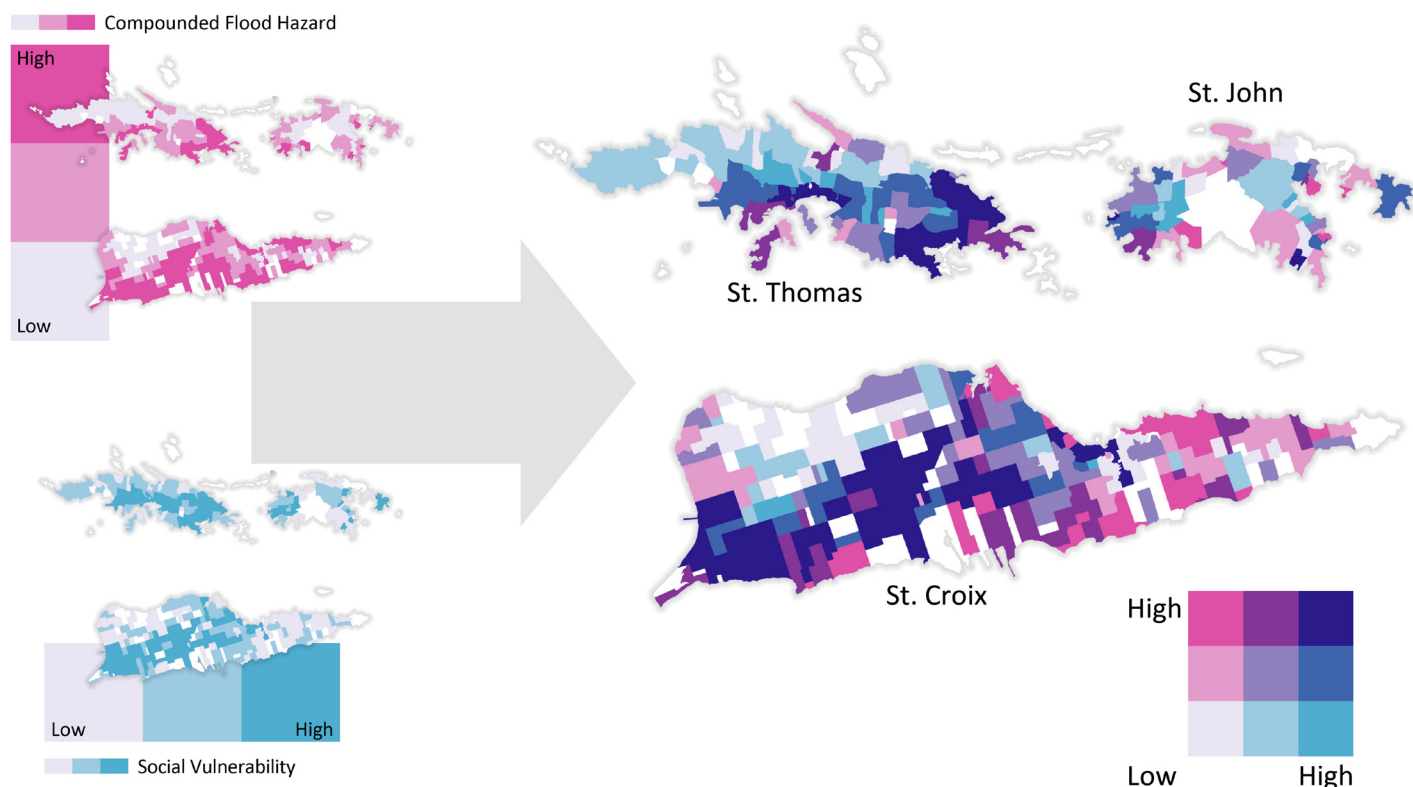 Compounded Flood Hazard
High
Low
Low
High
Social Vulnerability
St. Thomas
St. John
St. Croix
High
Low
High